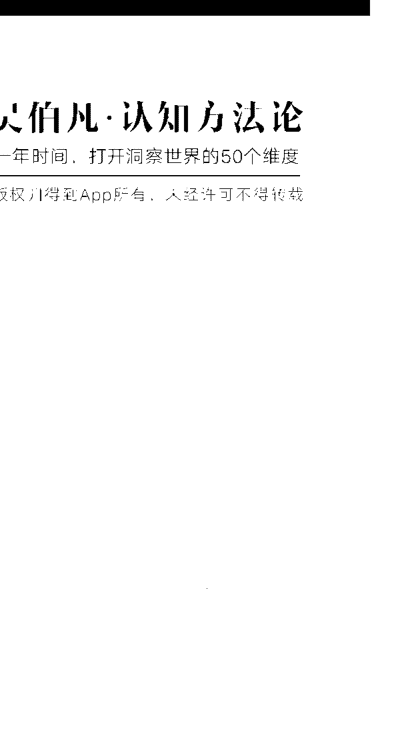 吴伯凡·认知方法论
一年时间，打开洞察世界的50个维度
版权归得到App所有，未经许可不得转载